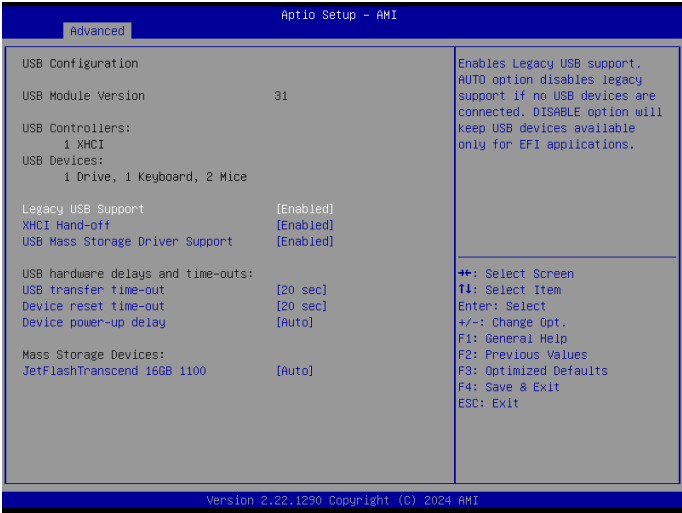 Aptio Setup - AMI
Advanced
USB Configuration
USB Module Version 31
USB Controllers:
1 XHCI
USB Devices:
1 Drive, 1 Keyboard, 2 Mice
Legacy USB Support [Enabled]
XHCI Hand-off [Enabled]
USB Mass Storage Driver Support [Enabled]
USB hardware delays and time-outs:
USB transfer time-out [20 sec]
Device reset time-out [20 sec]
Device power-up delay [Auto]
Mass Storage Devices:
JetFlashTranscend 16GB 1100 [Auto]
Enables Legacy USB support.
AUTO option disables legacy
support if no USB devices are
connected. DISABLE option will
keep USB devices available
only for EFI applications.
→←: Select Screen
↑↓: Select Item
Enter: Select
+/-: Change Opt.
F1: General Help
F2: Previous Values
F3: Optimized Defaults
F4: Save & Exit
ESC: Exit
Version 2.22.1290 Copyright (C) 2024 AMI